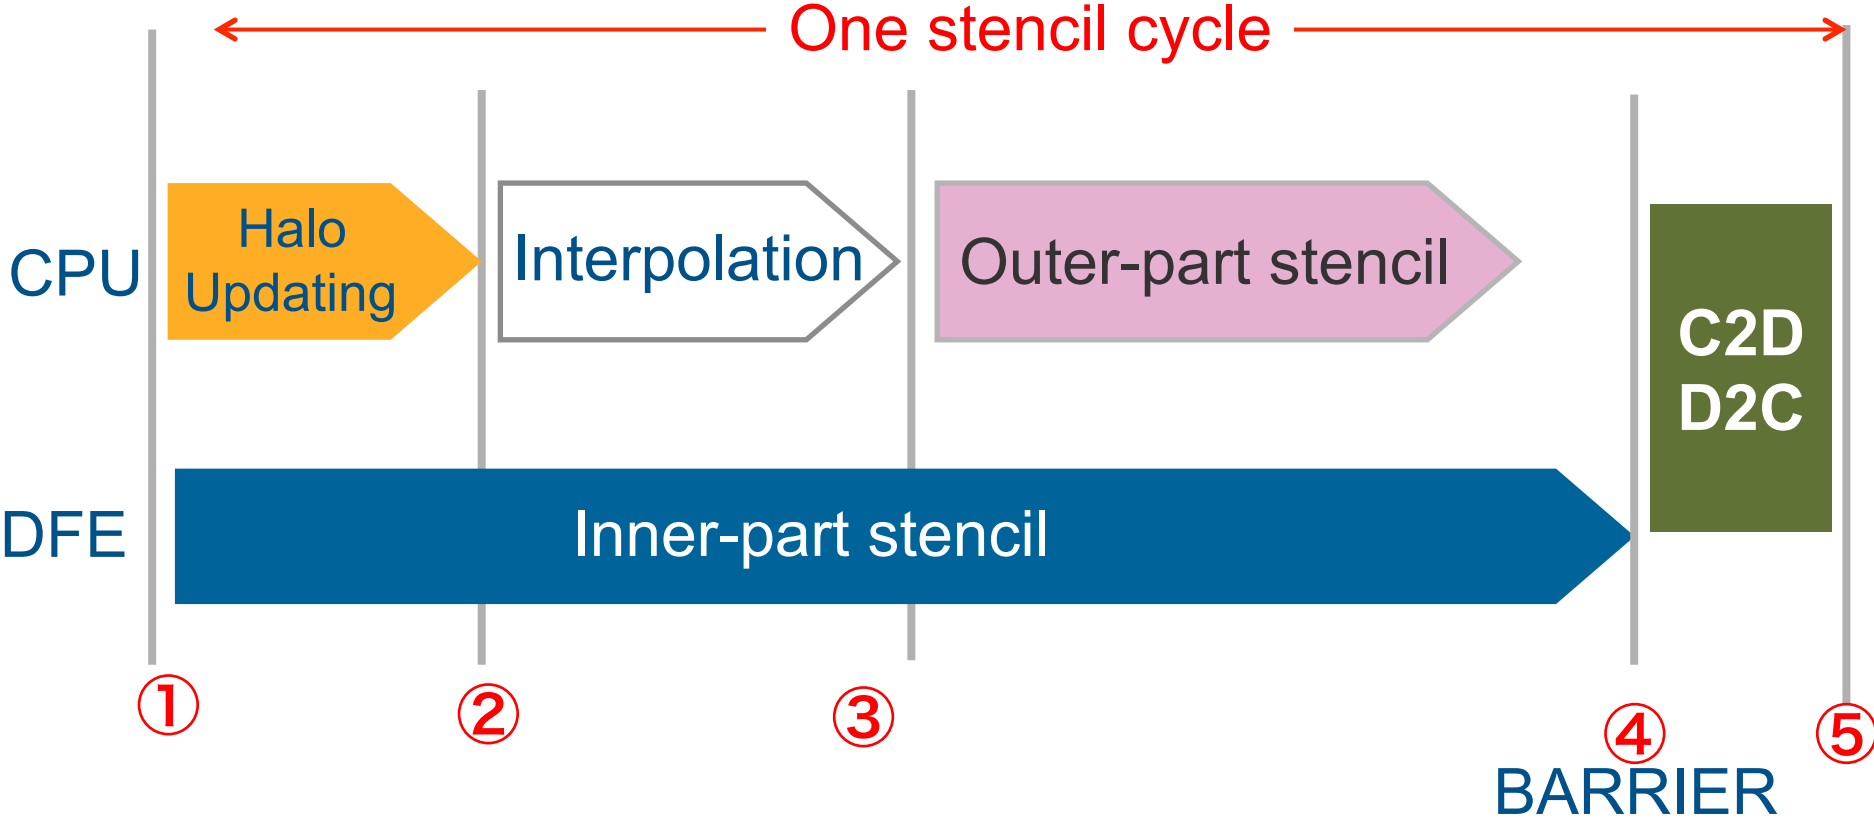 One stencil cycle
CPU
Halo
Updating
Interpolation
Outer-part stencil
C2D
D2C
DFE
Inner-part stencil
①
②
③
④
⑤
BARRIER